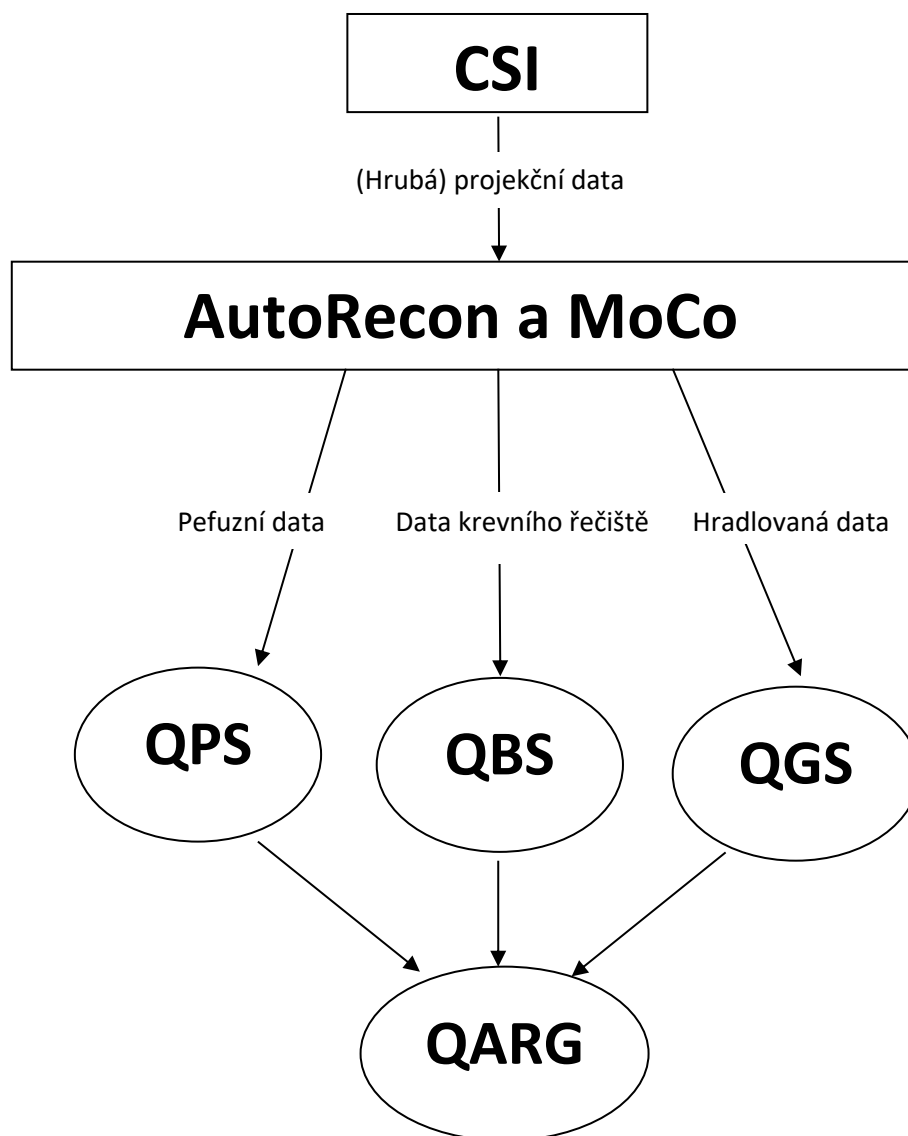 CSI
(Hrubá) projekční data
AutoRecon a MoCo
Pefuzní data
Data krevního řečiště
Hradlovaná data
QPS
QBS
QGS
QARG